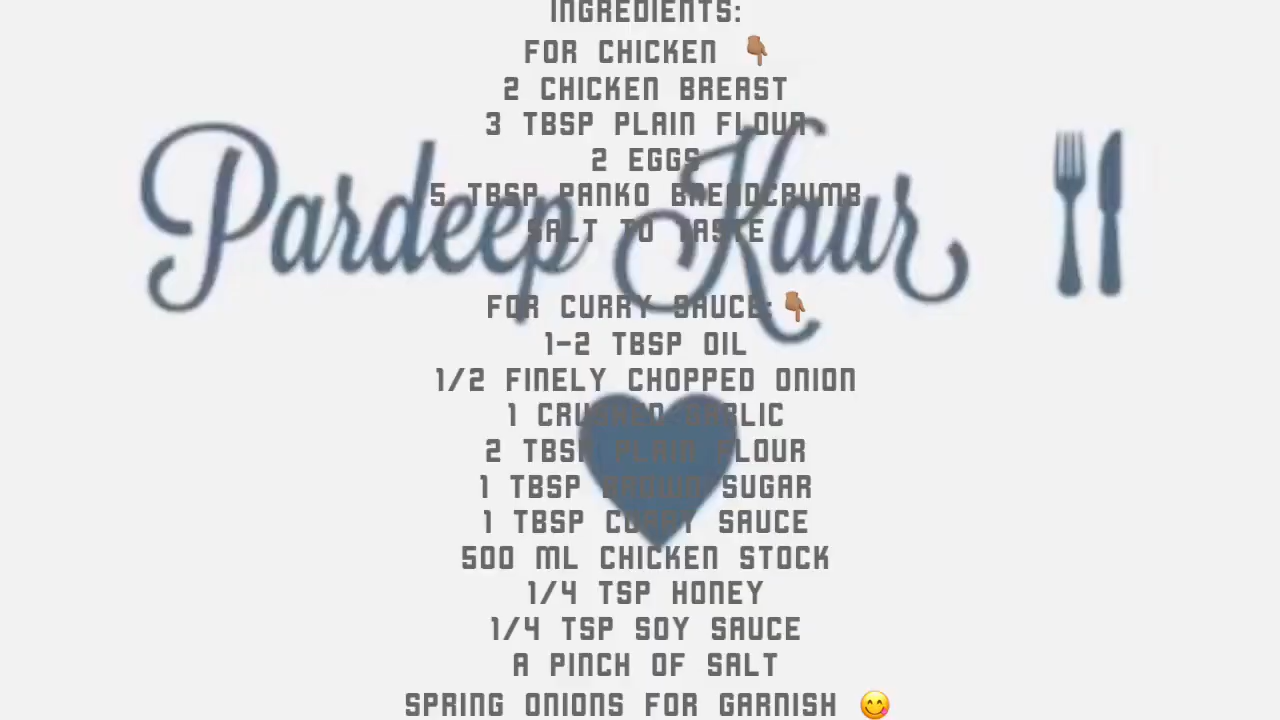 INGREDIENTS:
FOR CHICKEN 👇🏽
2 CHICKEN BREAST
3 TBSP PLAIN FLOUR
2 EGGS
5 TBSP PANKO BREADCRUMB
SALT TO TASTE
Pardeep Kaur
FOR CURRY SAUCE:👇🏽
1-2 TBSP OIL
1/2 FINELY CHOPPED ONION
1 CRUSHED GARLIC
2 TBSP PLAIN FLOUR
1 TBSP BROWN SUGAR
1 TBSP CURRY SAUCE
500 ML CHICKEN STOCK
1/4 TSP HONEY
1/4 TSP SOY SAUCE
A PINCH OF SALT
SPRING ONIONS FOR GARNISH 😋